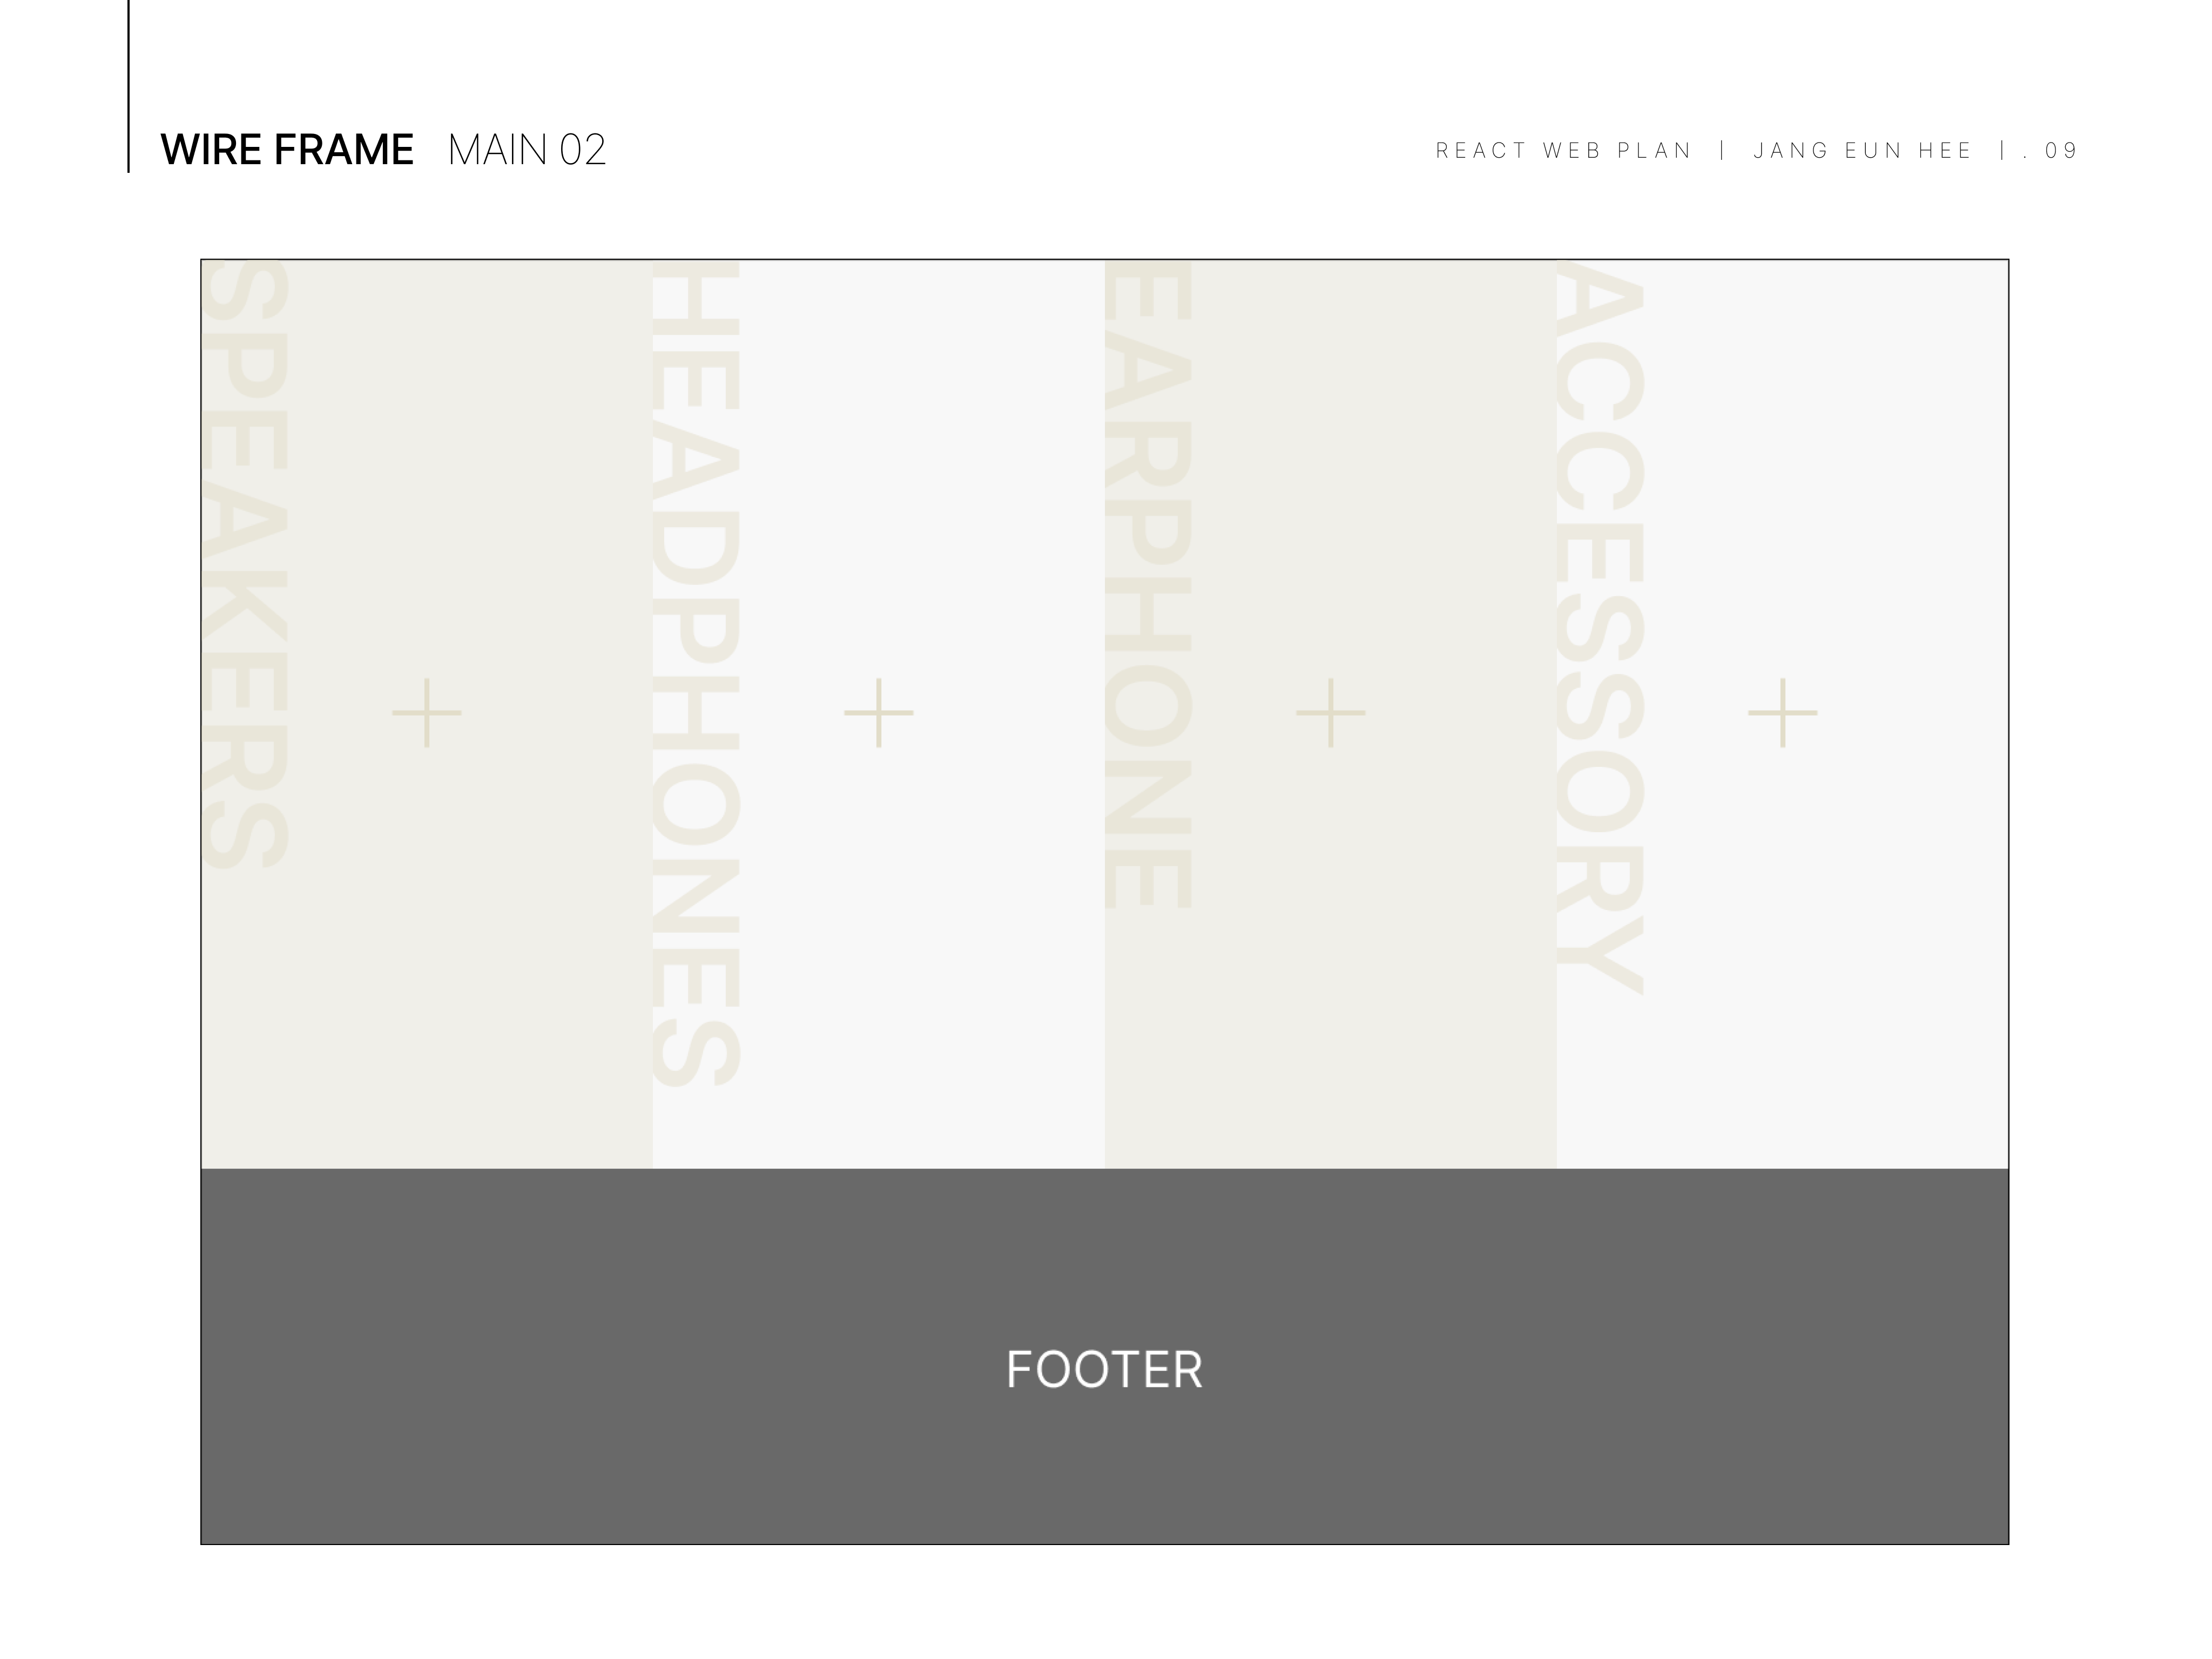 WIRE FRAME MAIN 02
REACT WEB PLAN | JANG EUN HEE | . 09
SPEAKERS
HEADPHONES
EARPHONE
ACCESSORY
FOOTER